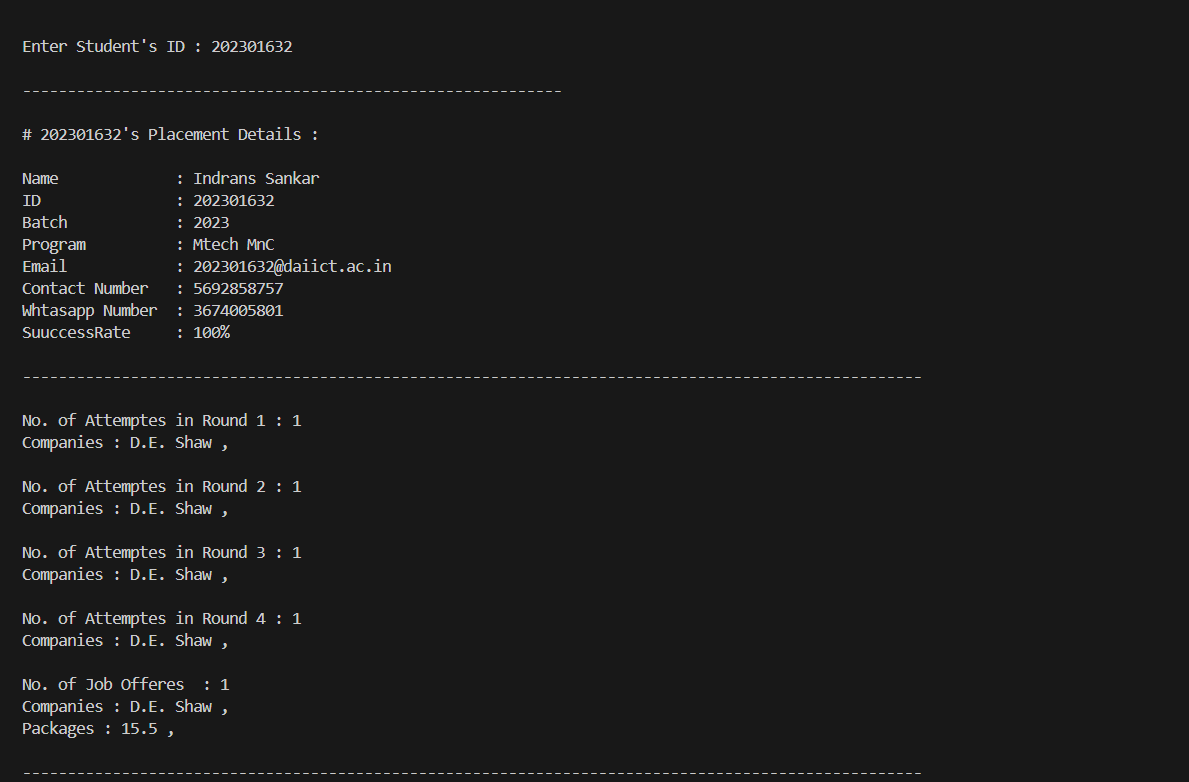 Enter Student's ID : 202301632
------------------------------------------------------------
# 202301632's Placement Details :
Name             : Indrans Sankar
ID               : 202301632
Batch            : 2023
Program          : Mtech MnC
Email            : 202301632@daiict.ac.in
Contact Number   : 5692858757
Whtasapp Number  : 3674005801
SuuccessRate     : 100%
----------------------------------------------------------------------------------------------------
No. of Attemptes in Round 1 : 1
Companies : D.E. Shaw ,
No. of Attemptes in Round 2 : 1
Companies : D.E. Shaw ,
No. of Attemptes in Round 3 : 1
Companies : D.E. Shaw ,
No. of Attemptes in Round 4 : 1
Companies : D.E. Shaw ,
No. of Job Offeres  : 1
Companies : D.E. Shaw ,
Packages : 15.5 ,
----------------------------------------------------------------------------------------------------